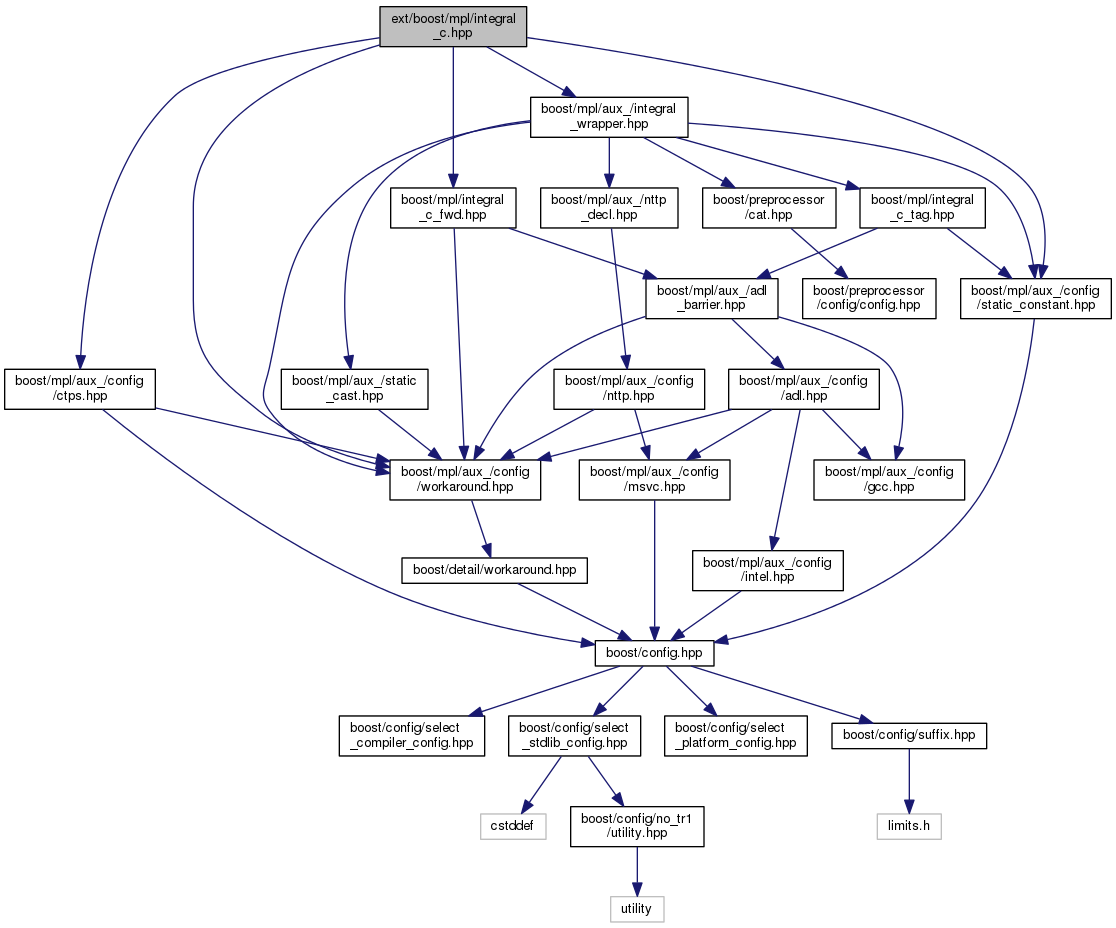 ext/boost/mpl/integral
_c.hpp
boost/mpl/aux_/integral
_wrapper.hpp
boost/mpl/integral
_c_fwd.hpp
boost/mpl/aux_/nttp
_decl.hpp
boost/preprocessor
/cat.hpp
boost/mpl/integral
_c_tag.hpp
boost/mpl/aux_/adl
_barrier.hpp
boost/preprocessor
/config/config.hpp
boost/mpl/aux_/config
/static_constant.hpp
boost/mpl/aux_/config
/ctps.hpp
boost/mpl/aux_/static
_cast.hpp
boost/mpl/aux_/config
/nttp.hpp
boost/mpl/aux_/config
/adl.hpp
boost/mpl/aux_/config
/workaround.hpp
boost/mpl/aux_/config
/msvc.hpp
boost/mpl/aux_/config
/gcc.hpp
boost/detail/workaround.hpp
boost/mpl/aux_/config
/intel.hpp
boost/config.hpp
boost/config/select
_compiler_config.hpp
boost/config/select
_stdlib_config.hpp
boost/config/select
_platform_config.hpp
boost/config/suffix.hpp
cstddef
boost/config/no_tr1
/utility.hpp
limits.h
utility